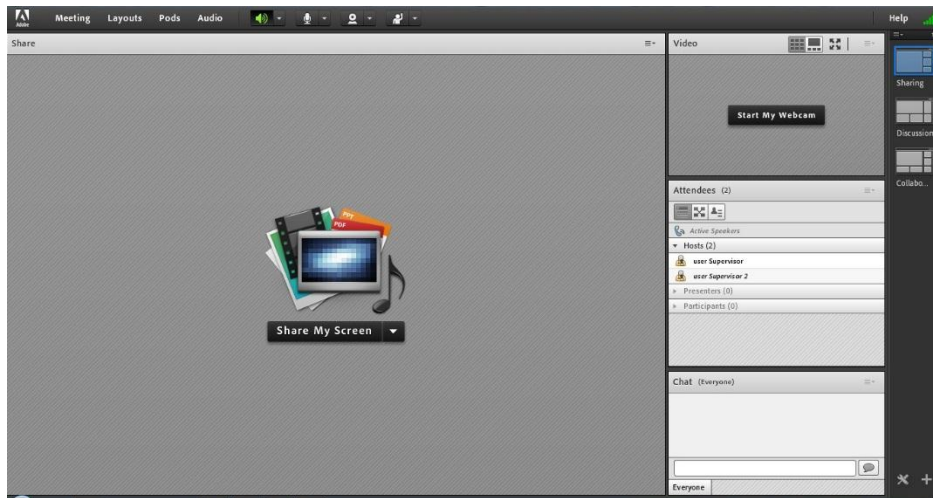 Adobe
Meeting Layouts Pods Audio Help
Share
Video
Start My Webcam
Sharing
Discussion
Collabo...
PPT
PDF
Share My Screen
Attendees (2)
Active Speakers
Hosts (2)
user Supervisor
user Supervisor 2
Presenters (0)
Participants (0)
Chat (Everyone)
Everyone